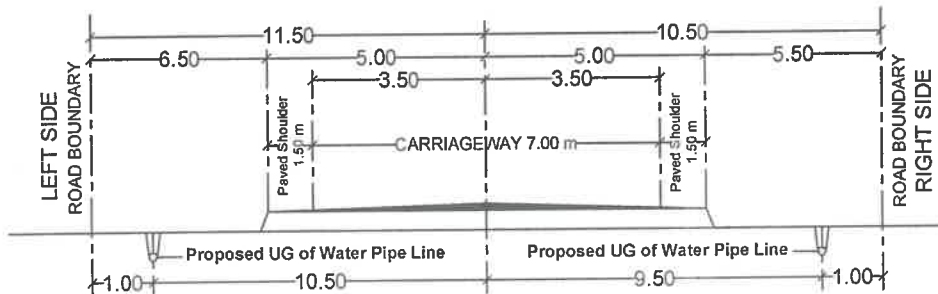 11.50
10.50
6.50
5.00
5.00
5.50
3.50
3.50
LEFT SIDE
ROAD BOUNDARY
Paved Shoulder
1.50 m
CARRIAGEWAY 7.00 m
Paved Shoulder
1.50 m
ROAD BOUNDARY
RIGHT SIDE
Proposed UG of Water Pipe Line
Proposed UG of Water Pipe Line
1.00
10.50
9.50
1.00